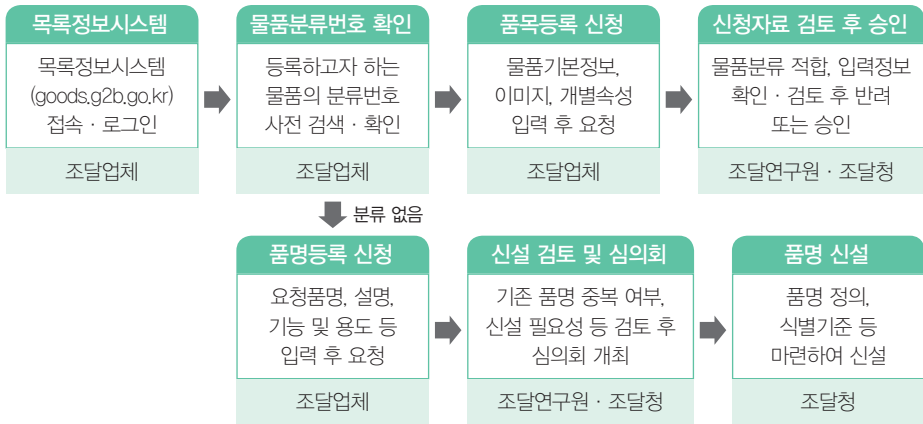 목록정보시스템
목록정보시스템
(goods.g2b.go.kr)
접속 · 로그인
조달업체
물품분류번호 확인
등록하고자 하는
물품의 분류번호
사전 검색 · 확인
조달업체
품목등록 신청
물품기본정보,
이미지, 개별속성
입력 후 요청
조달업체
신청자료 검토 후 승인
물품분류 적합, 입력정보
확인 · 검토 후 반려
또는 승인
조달연구원 · 조달청
분류 없음
품명등록 신청
요청품명, 설명,
기능 및 용도 등
입력 후 요청
조달업체
신설 검토 및 심의회
기존 품명 중복 여부,
신설 필요성 등 검토 후
심의회 개최
조달연구원 · 조달청
품명 신설
품명 정의,
식별기준 등
마련하여 신설
조달청